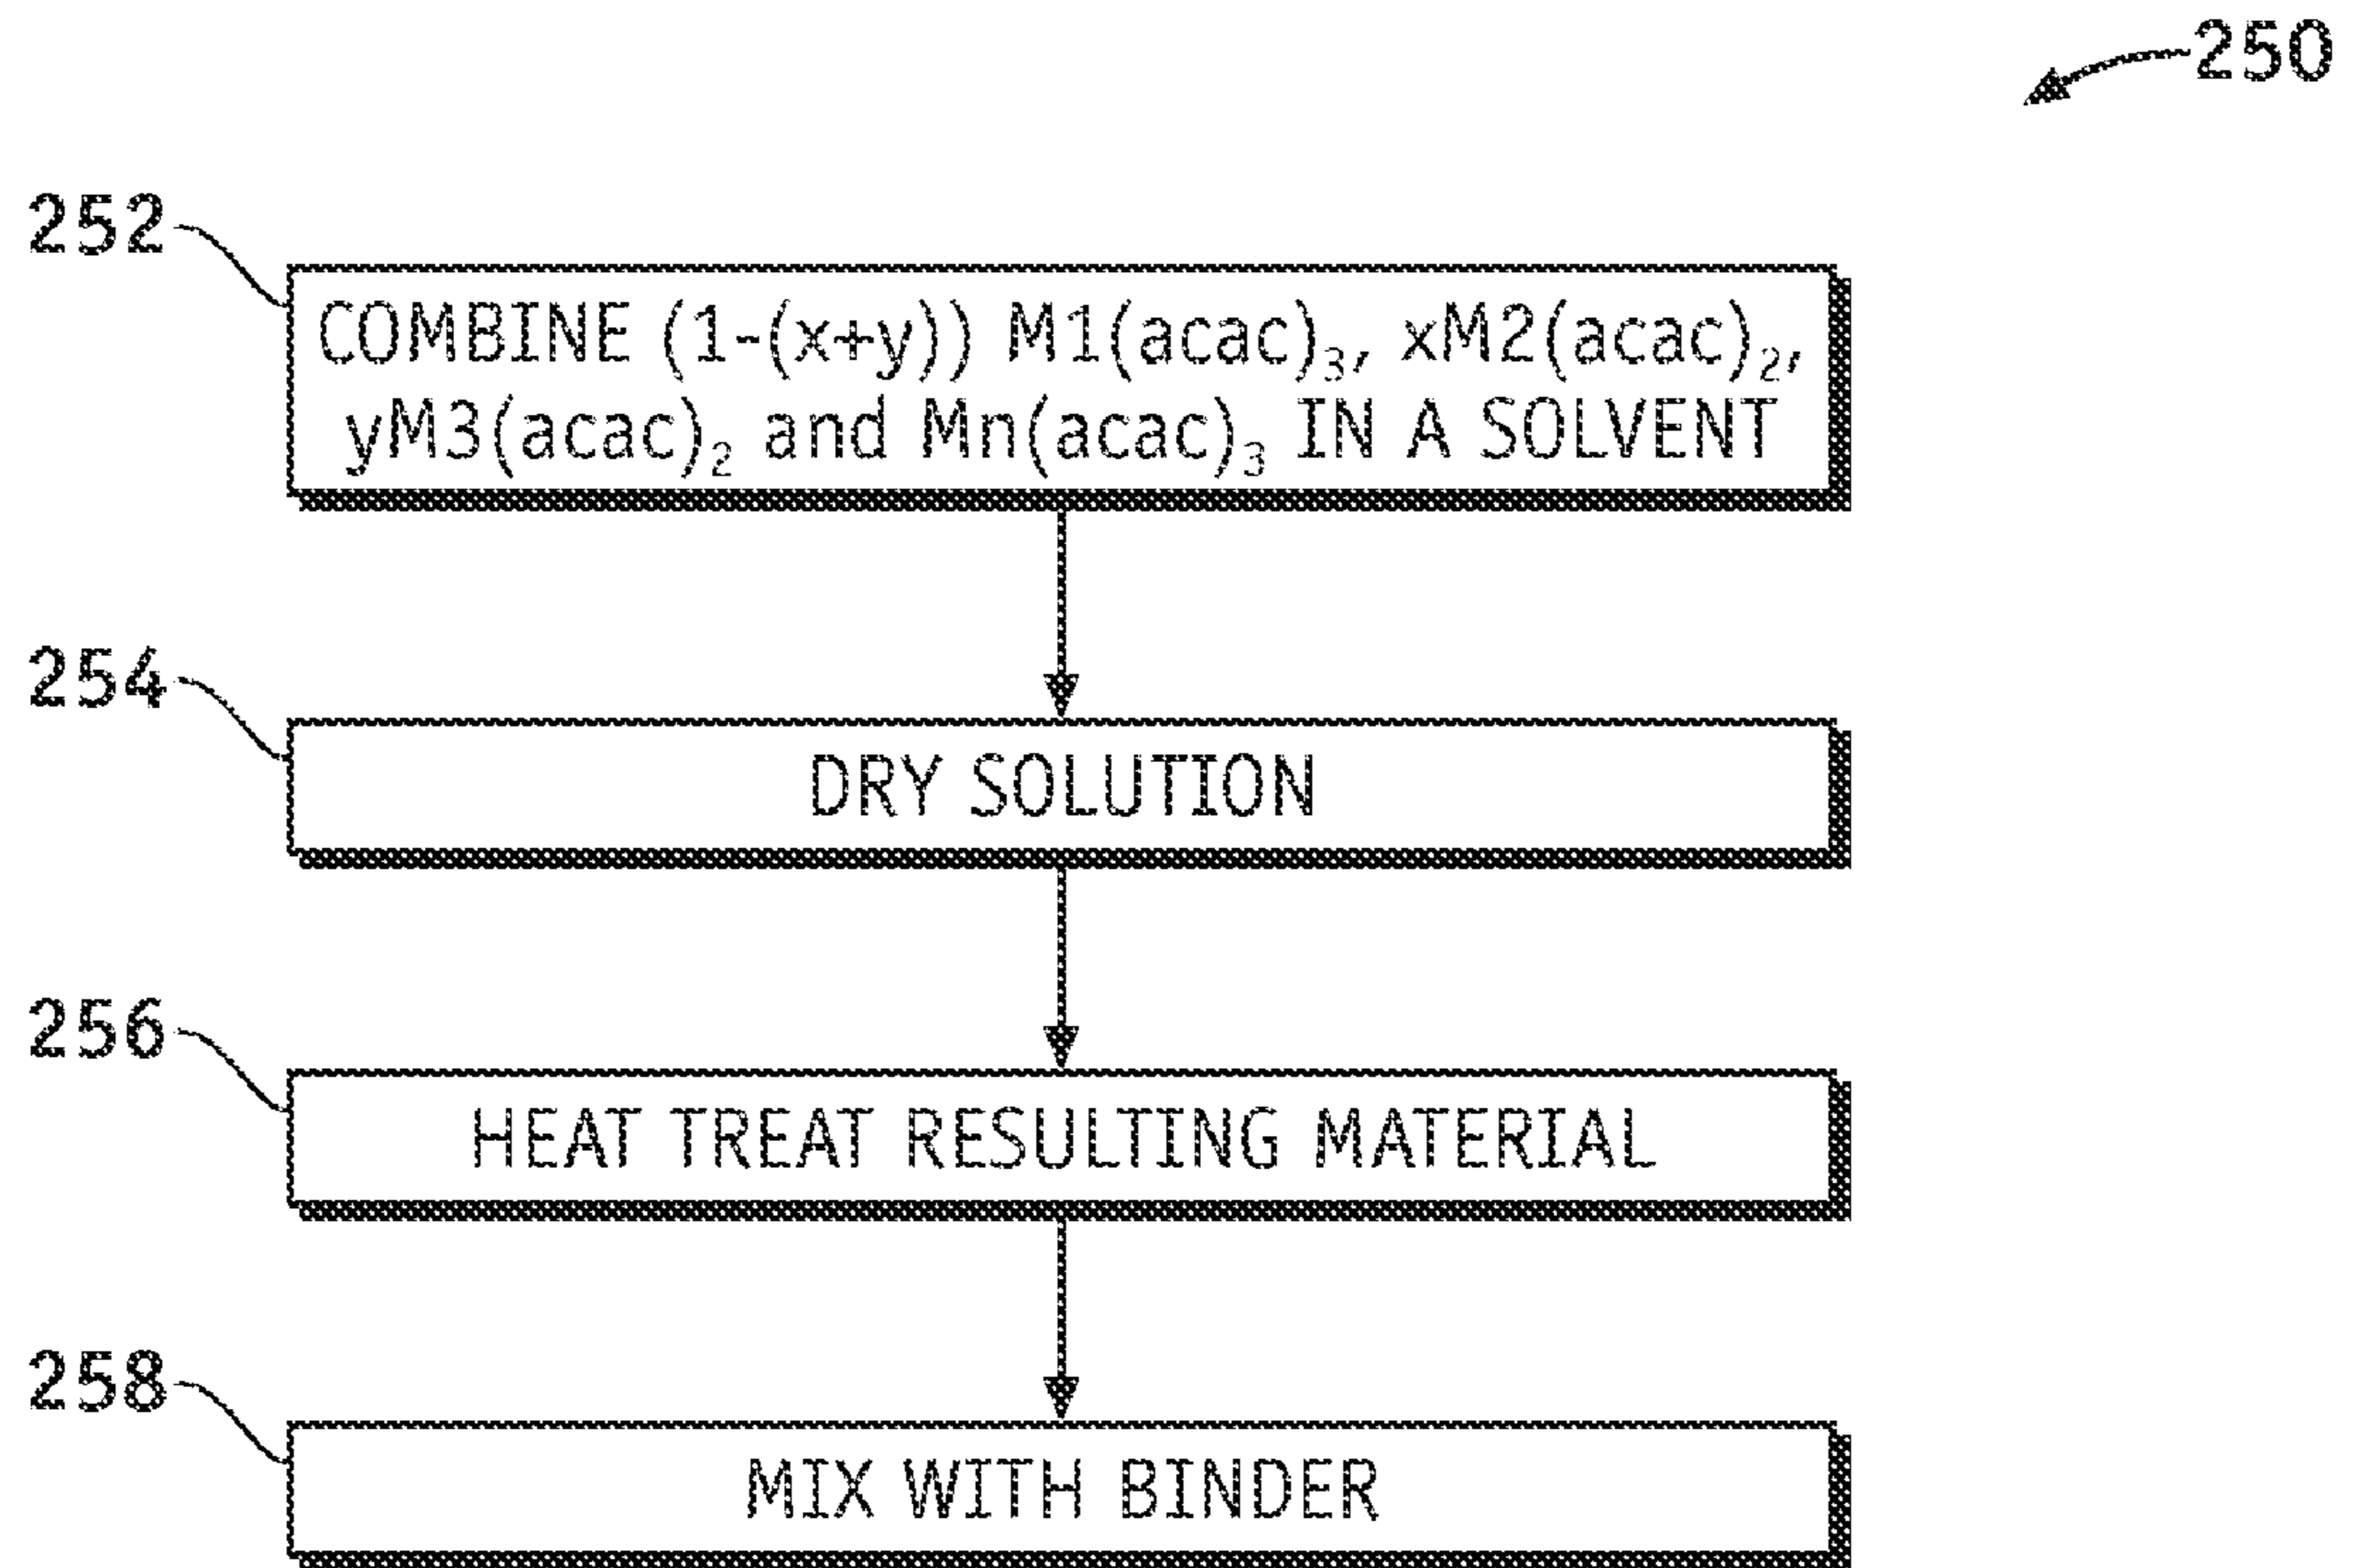 250
252
COMBINE (1-(x+y)) M1(acac)₃, xM2(acac)₂,
yM3(acac)₂ and Mn(acac)₃ IN A SOLVENT
254
DRY SOLUTION
256
HEAT TREAT RESULTING MATERIAL
258
MIX WITH BINDER